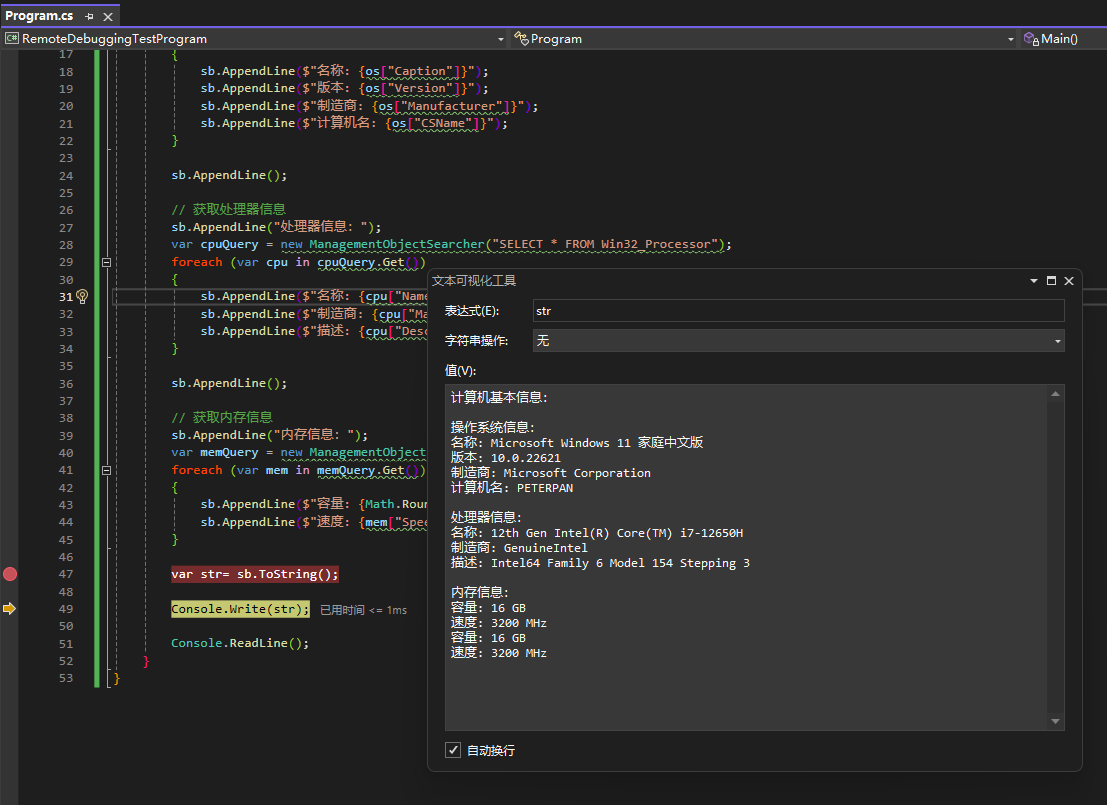 Program.cs
RemoteDebuggingTestProgram
Program
Main()
17 {
18 sb.AppendLine($"名称: {os["Caption"]}");
19 sb.AppendLine($"版本: {os["Version"]}");
20 sb.AppendLine($"制造商: {os["Manufacturer"]}");
21 sb.AppendLine($"计算机名: {os["CSName"]}");
22 }
23
24 sb.AppendLine();
25
26 // 获取处理器信息
27 sb.AppendLine("处理器信息: ");
28 var cpuQuery = new ManagementObjectSearcher("SELECT * FROM Win32_Processor");
29 foreach (var cpu in cpuQuery.Get())
30 {
31 sb.AppendLine($"名称: {cpu["Name
32 sb.AppendLine($"制造商: {cpu["Ma
33 sb.AppendLine($"描述: {cpu["Desc
34 }
35
36 sb.AppendLine();
37
38 // 获取内存信息
39 sb.AppendLine("内存信息: ");
40 var memQuery = new ManagementObject
41 foreach (var mem in memQuery.Get())
42 {
43 sb.AppendLine($"容量: {Math.Roun
44 sb.AppendLine($"速度: {mem["Spee
45 }
46
47 var str= sb.ToString();
48
49 Console.Write(str); 已用时间 <= 1ms
50
51 Console.ReadLine();
52 }
53 }
文本可视化工具
表达式(E): str
字符串操作: 无
值(V):
计算机基本信息:
操作系统信息:
名称: Microsoft Windows 11 家庭中文版
版本: 10.0.22621
制造商: Microsoft Corporation
计算机名: PETERPAN
处理器信息:
名称: 12th Gen Intel(R) Core(TM) i7-12650H
制造商: GenuineIntel
描述: Intel64 Family 6 Model 154 Stepping 3
内存信息:
容量: 16 GB
速度: 3200 MHz
容量: 16 GB
速度: 3200 MHz
自动换行